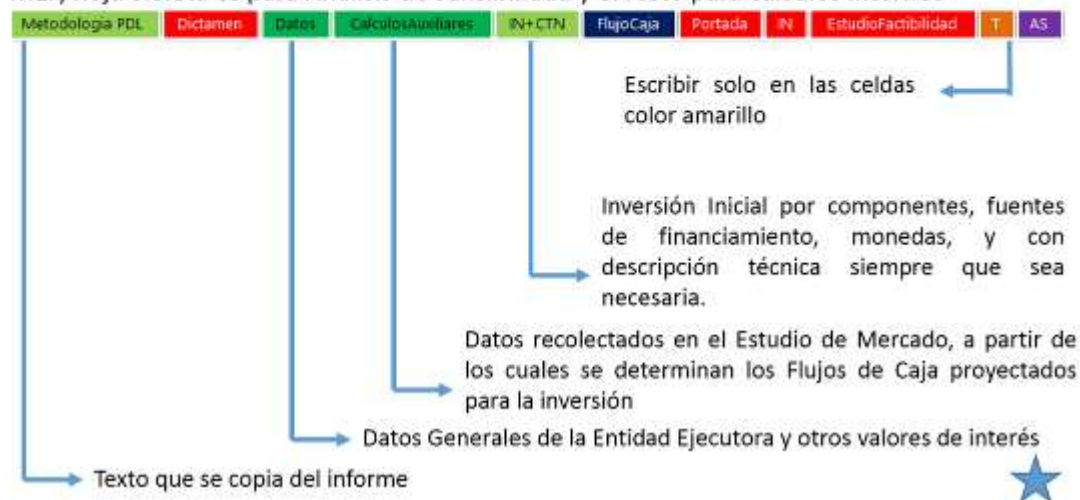 Metodologia PDL Dictamen Datos CalculosAuxiliares IN+CTN FlujoCaja Portada IN EstudioFactibilidad T AS
Escribir solo en las celdas
color amarillo
Inversión Inicial por componentes, fuentes
de financiamiento, monedas, y con
descripción técnica siempre que sea
necesaria.
Datos recolectados en el Estudio de Mercado, a partir de
los cuales se determinan los Flujos de Caja proyectados
para la inversión
Datos Generales de la Entidad Ejecutora y otros valores de interés
Texto que se copia del informe